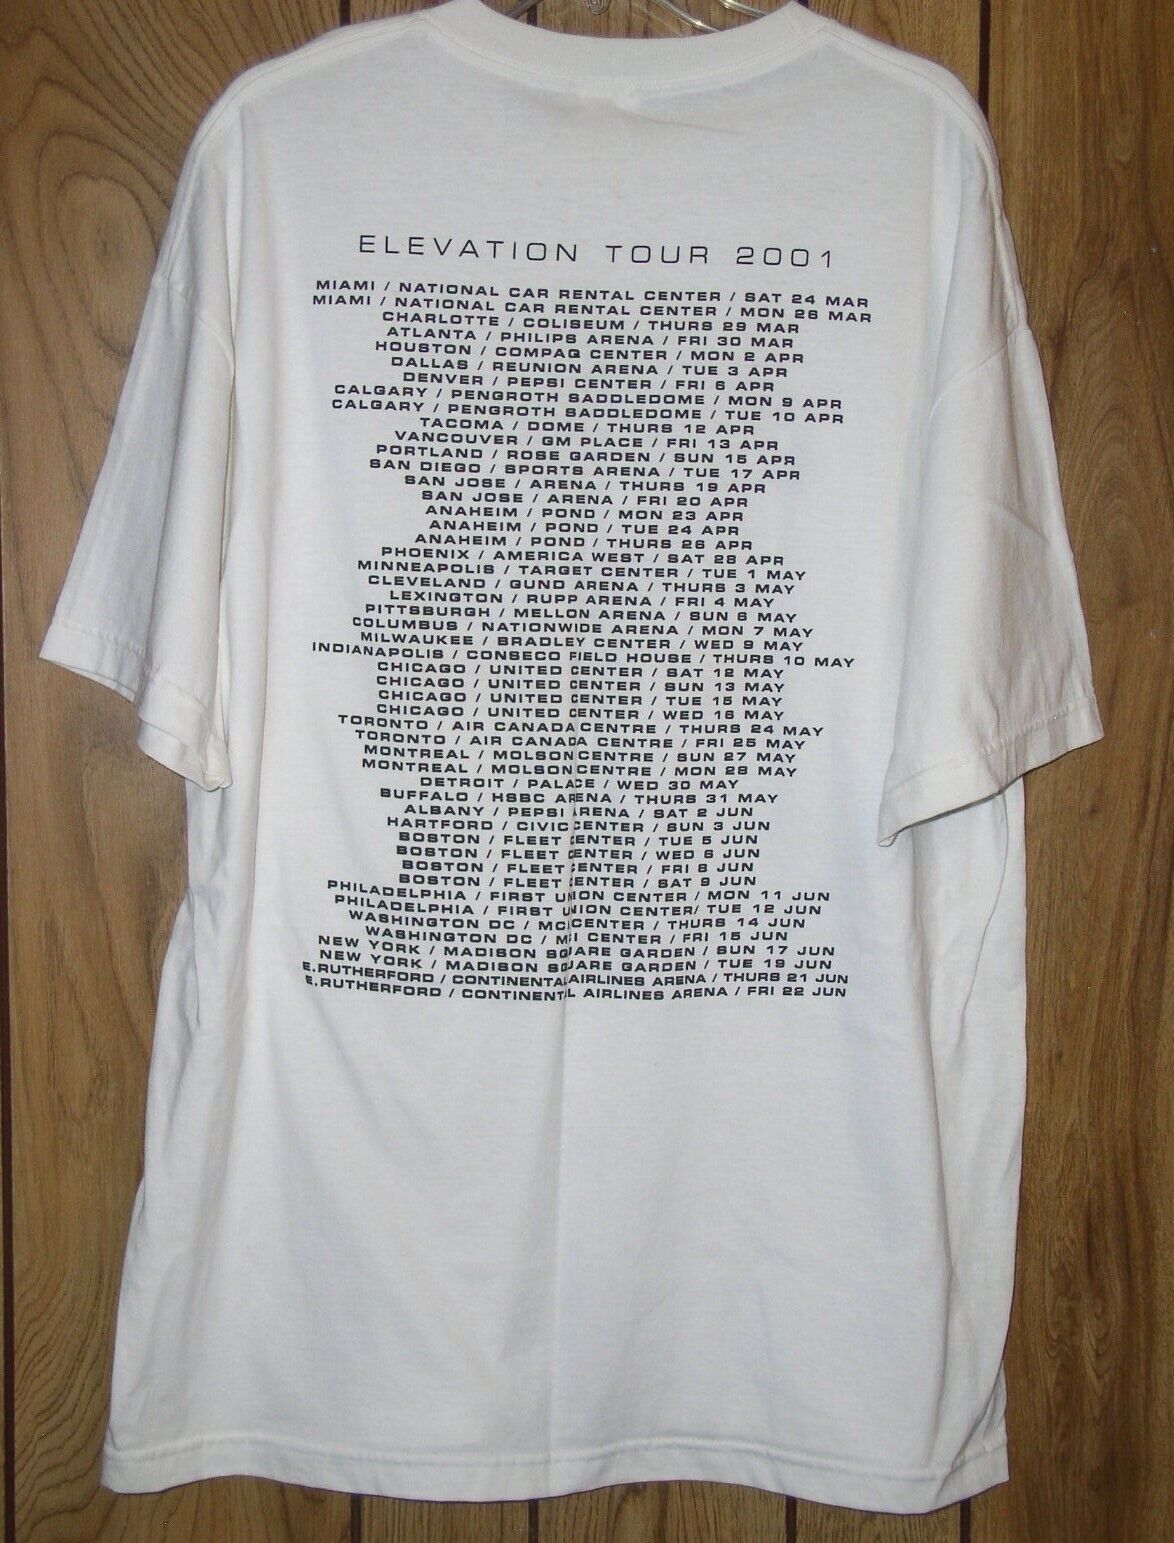 ELEVATION TOUR 2001
MIAMI / NATIONAL CAR RENTAL CENTER / SAT 24 MAR
MIAMI / NATIONAL CAR RENTAL CENTER / MON 26 MAR
CHARLOTTE / COLISEUM / THURS 29 MAR
ATLANTA / PHILIPS ARENA / FRI 30 MAR
HOUSTON / COMPAQ CENTER / MON 2 APR
DALLAS / REUNION ARENA / TUE 3 APR
DENVER / PEPSI CENTER / FRI 6 APR
CALGARY / PENGROTH SADDLEDOME / MON 9 APR
CALGARY / PENGROTH SADDLEDOME / TUE 10 APR
TACOMA / DOME / THURS 12 APR
VANCOUVER / GM PLACE / FRI 13 APR
PORTLAND / ROSE GARDEN / SUN 15 APR
SAN DIEGO / SPORTS ARENA / TUE 17 APR
SAN JOSE / ARENA / THURS 19 APR
SAN JOSE / ARENA / FRI 20 APR
ANAHEIM / POND / MON 23 APR
ANAHEIM / POND / TUE 24 APR
ANAHEIM / POND / THURS 26 APR
PHOENIX / AMERICA WEST / SAT 28 APR
MINNEAPOLIS / TARGET CENTER / TUE 1 MAY
CLEVELAND / GUND ARENA / THURS 3 MAY
LEXINGTON / RUPP ARENA / FRI 4 MAY
PITTSBURGH / MELLON ARENA / SUN 6 MAY
COLUMBUS / NATIONWIDE ARENA / MON 7 MAY
MILWAUKEE / BRADLEY CENTER / WED 9 MAY
INDIANAPOLIS / CONSECO FIELD HOUSE / THURS 10 MAY
CHICAGO / UNITED CENTER / SAT 12 MAY
CHICAGO / UNITED CENTER / SUN 13 MAY
CHICAGO / UNITED CENTER / TUE 15 MAY
CHICAGO / UNITED CENTER / WED 16 MAY
TORONTO / AIR CANADA CENTRE / THURS 24 MAY
TORONTO / AIR CANADA CENTRE / FRI 25 MAY
MONTREAL / MOLSON CENTRE / SUN 27 MAY
MONTREAL / MOLSON CENTRE / MON 28 MAY
DETROIT / PALACE / WED 30 MAY
BUFFALO / HSBC ARENA / THURS 31 MAY
ALBANY / PEPSI ARENA / SAT 2 JUN
HARTFORD / CIVIC CENTER / SUN 3 JUN
BOSTON / FLEET CENTER / TUE 5 JUN
BOSTON / FLEET CENTER / WED 6 JUN
BOSTON / FLEET CENTER / FRI 8 JUN
BOSTON / FLEET CENTER / SAT 9 JUN
PHILADELPHIA / FIRST UNION CENTER / MON 11 JUN
PHILADELPHIA / FIRST UNION CENTER/ TUE 12 JUN
WASHINGTON DC / MCI CENTER / THURS 14 JUN
WASHINGTON DC / MCI CENTER / FRI 15 JUN
NEW YORK / MADISON SQUARE GARDEN / SUN 17 JUN
NEW YORK / MADISON SQUARE GARDEN / TUE 19 JUN
E.RUTHERFORD / CONTINENTAL AIRLINES ARENA / THURS 21 JUN
E.RUTHERFORD / CONTINENTAL AIRLINES ARENA / FRI 22 JUN